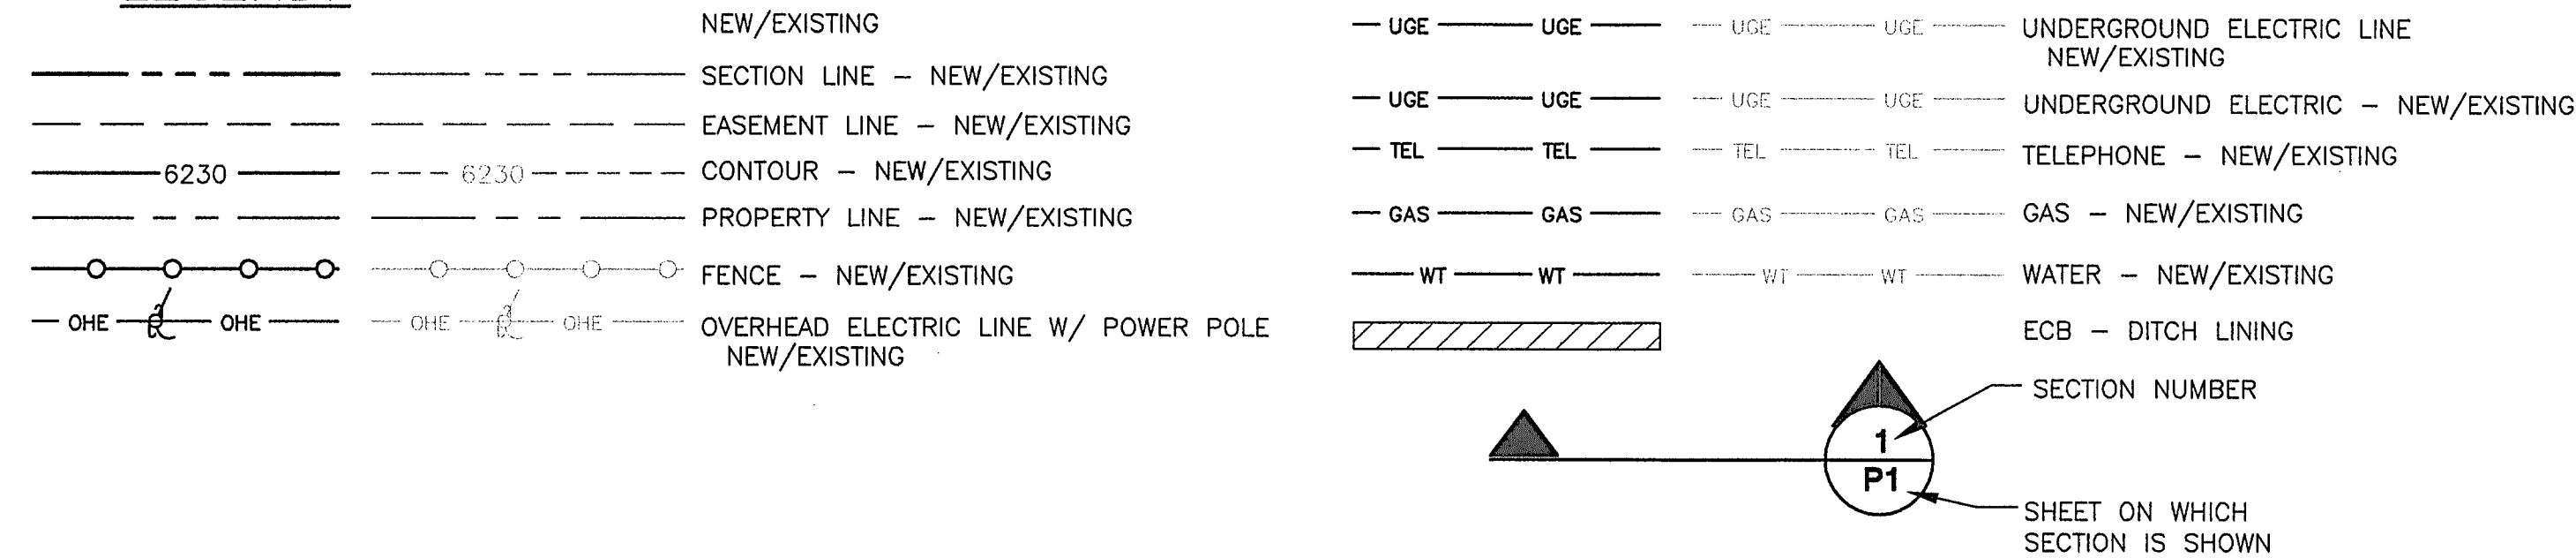 NEW/EXISTING
SECTION LINE – NEW/EXISTING
EASEMENT LINE – NEW/EXISTING
6230 6230 CONTOUR – NEW/EXISTING
PROPERTY LINE – NEW/EXISTING
FENCE – NEW/EXISTING
OHE OHE OHE OHE OVERHEAD ELECTRIC LINE W/ POWER POLE
NEW/EXISTING
UGE UGE UGE UGE UNDERGROUND ELECTRIC LINE
NEW/EXISTING
UGE UGE UGE UGE UNDERGROUND ELECTRIC – NEW/EXISTING
TEL TEL TEL TEL TELEPHONE – NEW/EXISTING
GAS GAS GAS GAS GAS – NEW/EXISTING
WT WT WT WT WATER – NEW/EXISTING
ECB – DITCH LINING
SECTION NUMBER
1
P1
SHEET ON WHICH
SECTION IS SHOWN